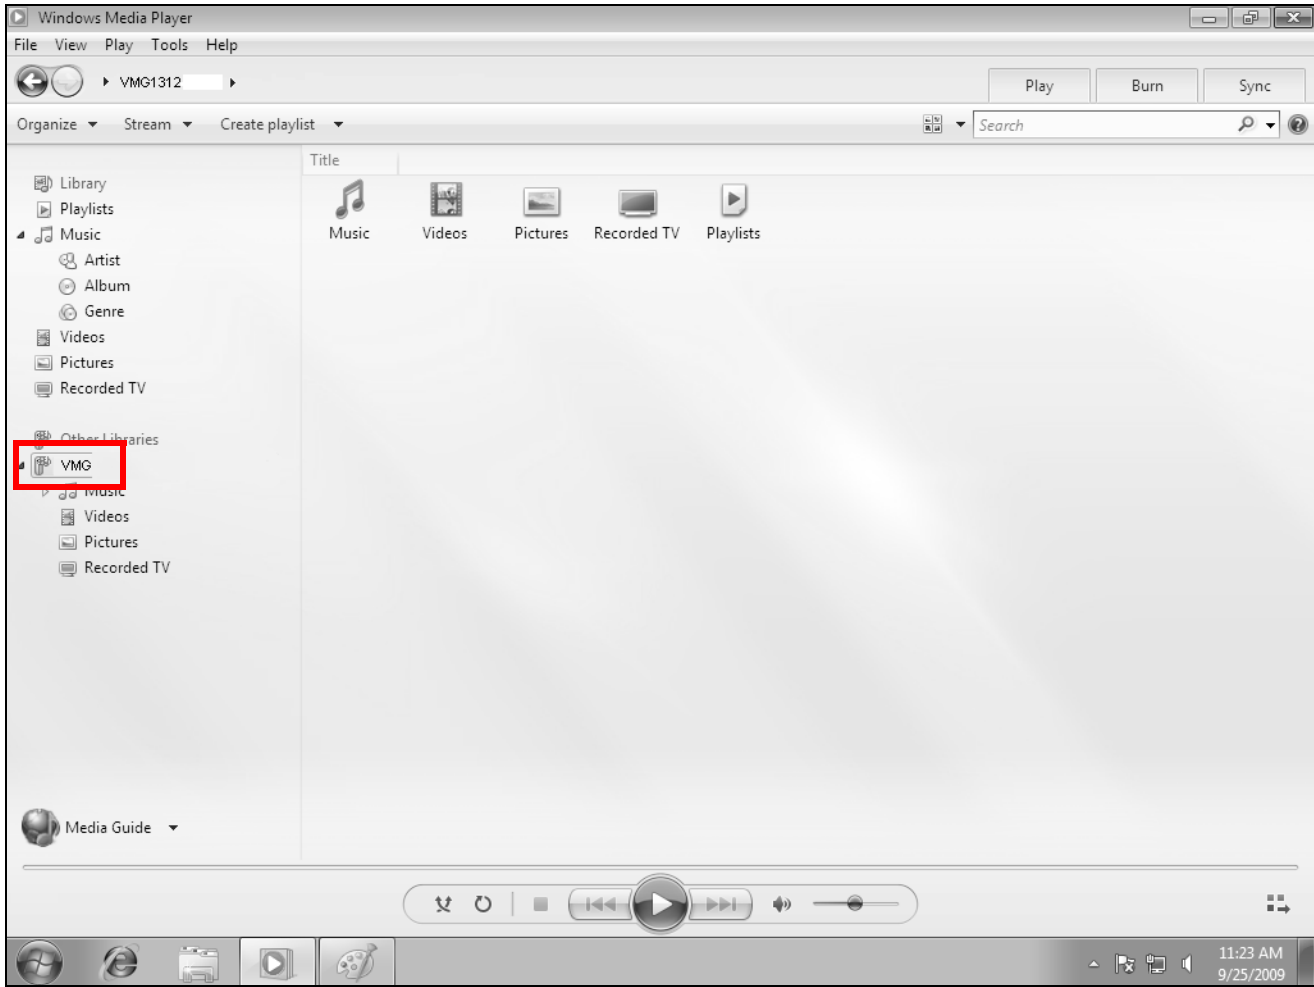 Windows Media Player
File View Play Tools Help
VMG1312
Play Burn Sync
Organize Stream Create playlist Search
Title
Library
Playlists
Music
Artist
Album
Genre
Videos
Pictures
Recorded TV
Other Libraries
VMG
Music
Videos
Pictures
Recorded TV
Music Videos Pictures Recorded TV Playlists
Media Guide
11:23 AM
9/25/2009